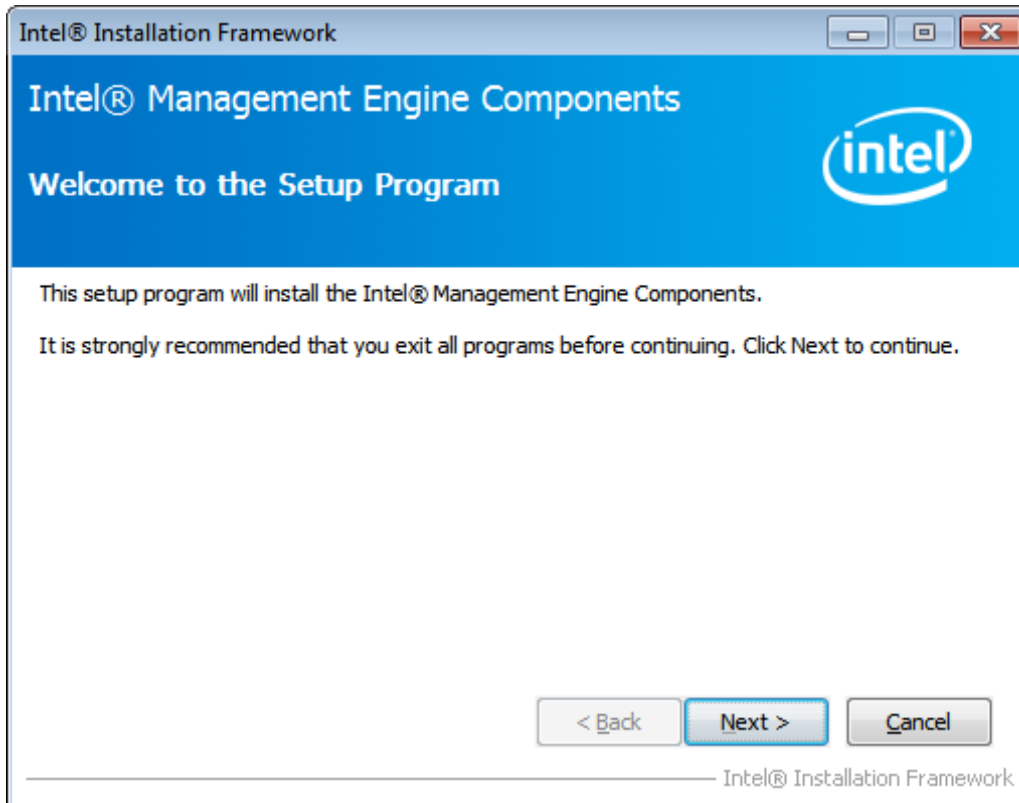 Intel® Installation Framework
Intel® Management Engine Components
intel
Welcome to the Setup Program
This setup program will install the Intel® Management Engine Components.
It is strongly recommended that you exit all programs before continuing. Click Next to continue.
< Back
Next >
Cancel
Intel® Installation Framework